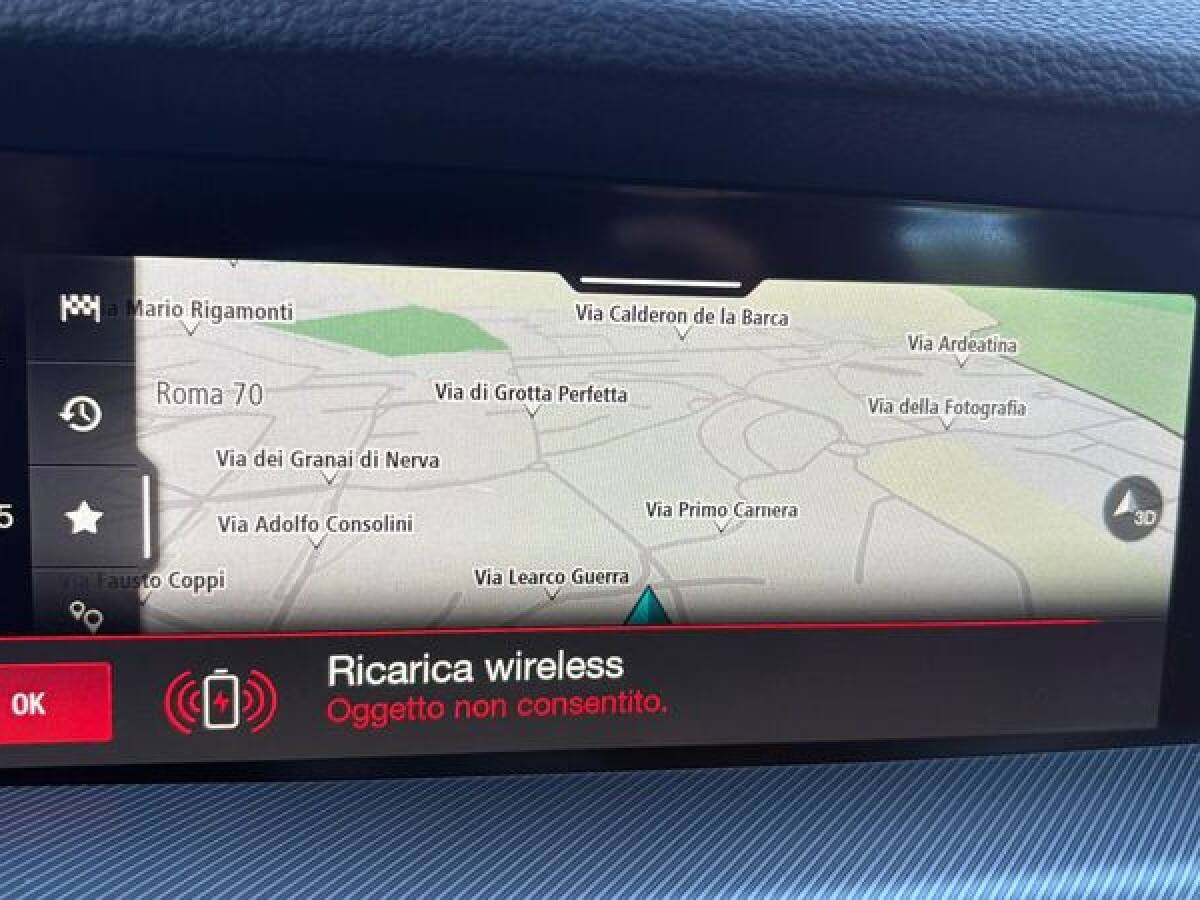 Mario Rigamonti
Via Calderon de la Barca
Via Ardeatina
Roma 70
Via di Grotta Perfetta
Via della Fotografia
Via dei Granai di Nerva
5
Via Adolfo Consolini
Via Primo Carnera
3D
Via Fausto Coppi
Via Learco Guerra
OK
Ricarica wireless
Oggetto non consentito.